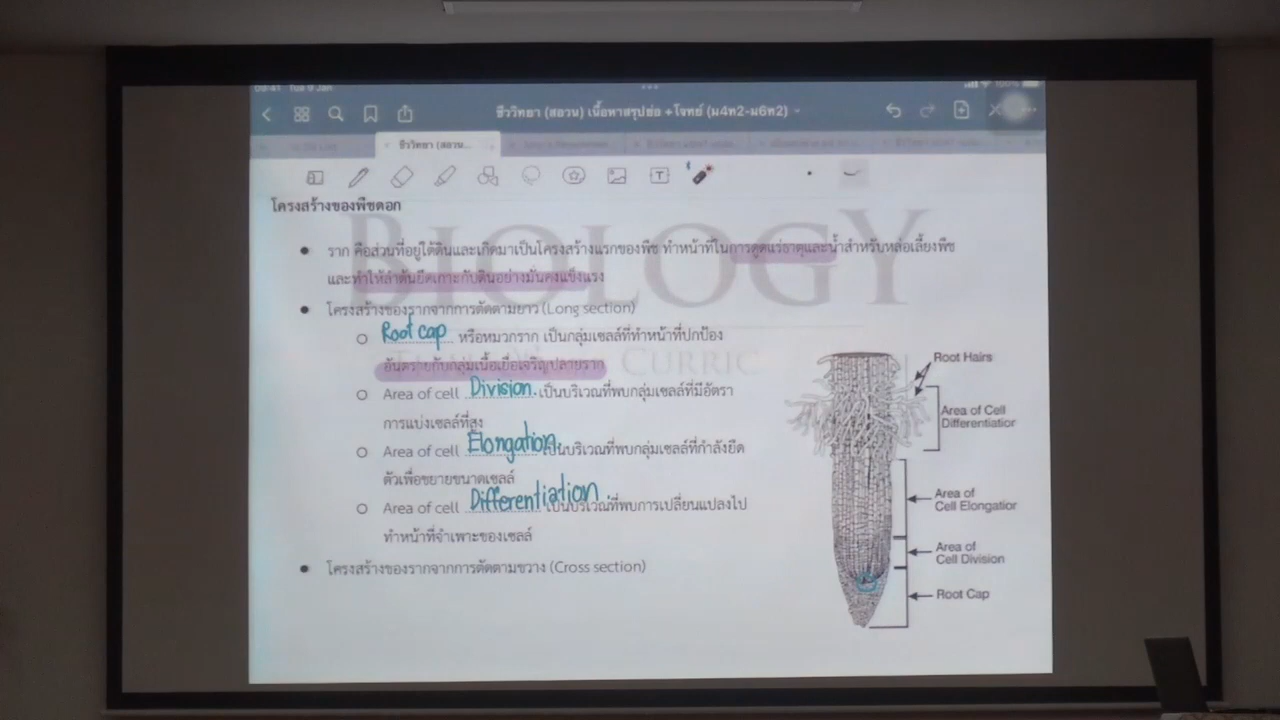 09:41 Tue 9 Jan
ชีววิทยา (สอวน) เนื้อหาสรุปย่อ +โจทย์ (ม4ท2-ม6ท2)
ชีววิทยา (สอวน...
โครงสร้างของพืชดอก
BIOLOGY
• ราก คือส่วนที่อยู่ใต้ดินและเกิดมาเป็นโครงสร้างแรกของพืช ทำหน้าที่ในการดูดแร่ธาตุและน้ำสำหรับหล่อเลี้ยงพืช
และทำให้ลำต้นยึดเกาะกับดินอย่างมั่นคงแข็งแรง
• โครงสร้างของรากจากการตัดตามยาว (Long section)
○ Root cap หรือหมวกราก เป็นกลุ่มเซลล์ที่ทำหน้าที่ปกป้อง
อันตรายกับกลุ่มเนื้อเยื่อเจริญปลายราก
○ Area of cell Division. เป็นบริเวณที่พบกลุ่มเซลล์ที่มีอัตรา
การแบ่งเซลล์ที่สูง
○ Area of cell Elongation. เป็นบริเวณที่พบกลุ่มเซลล์ที่กำลังยืด
ตัวเพื่อขยายขนาดเซลล์
○ Area of cell Differentiation. เป็นบริเวณที่พบการเปลี่ยนแปลงไป
ทำหน้าที่จำเพาะของเซลล์
• โครงสร้างของรากจากการตัดตามขวาง (Cross section)
Root Hairs
Area of Cell
Differentiation
Area of
Cell Elongation
Area of
Cell Division
Root Cap